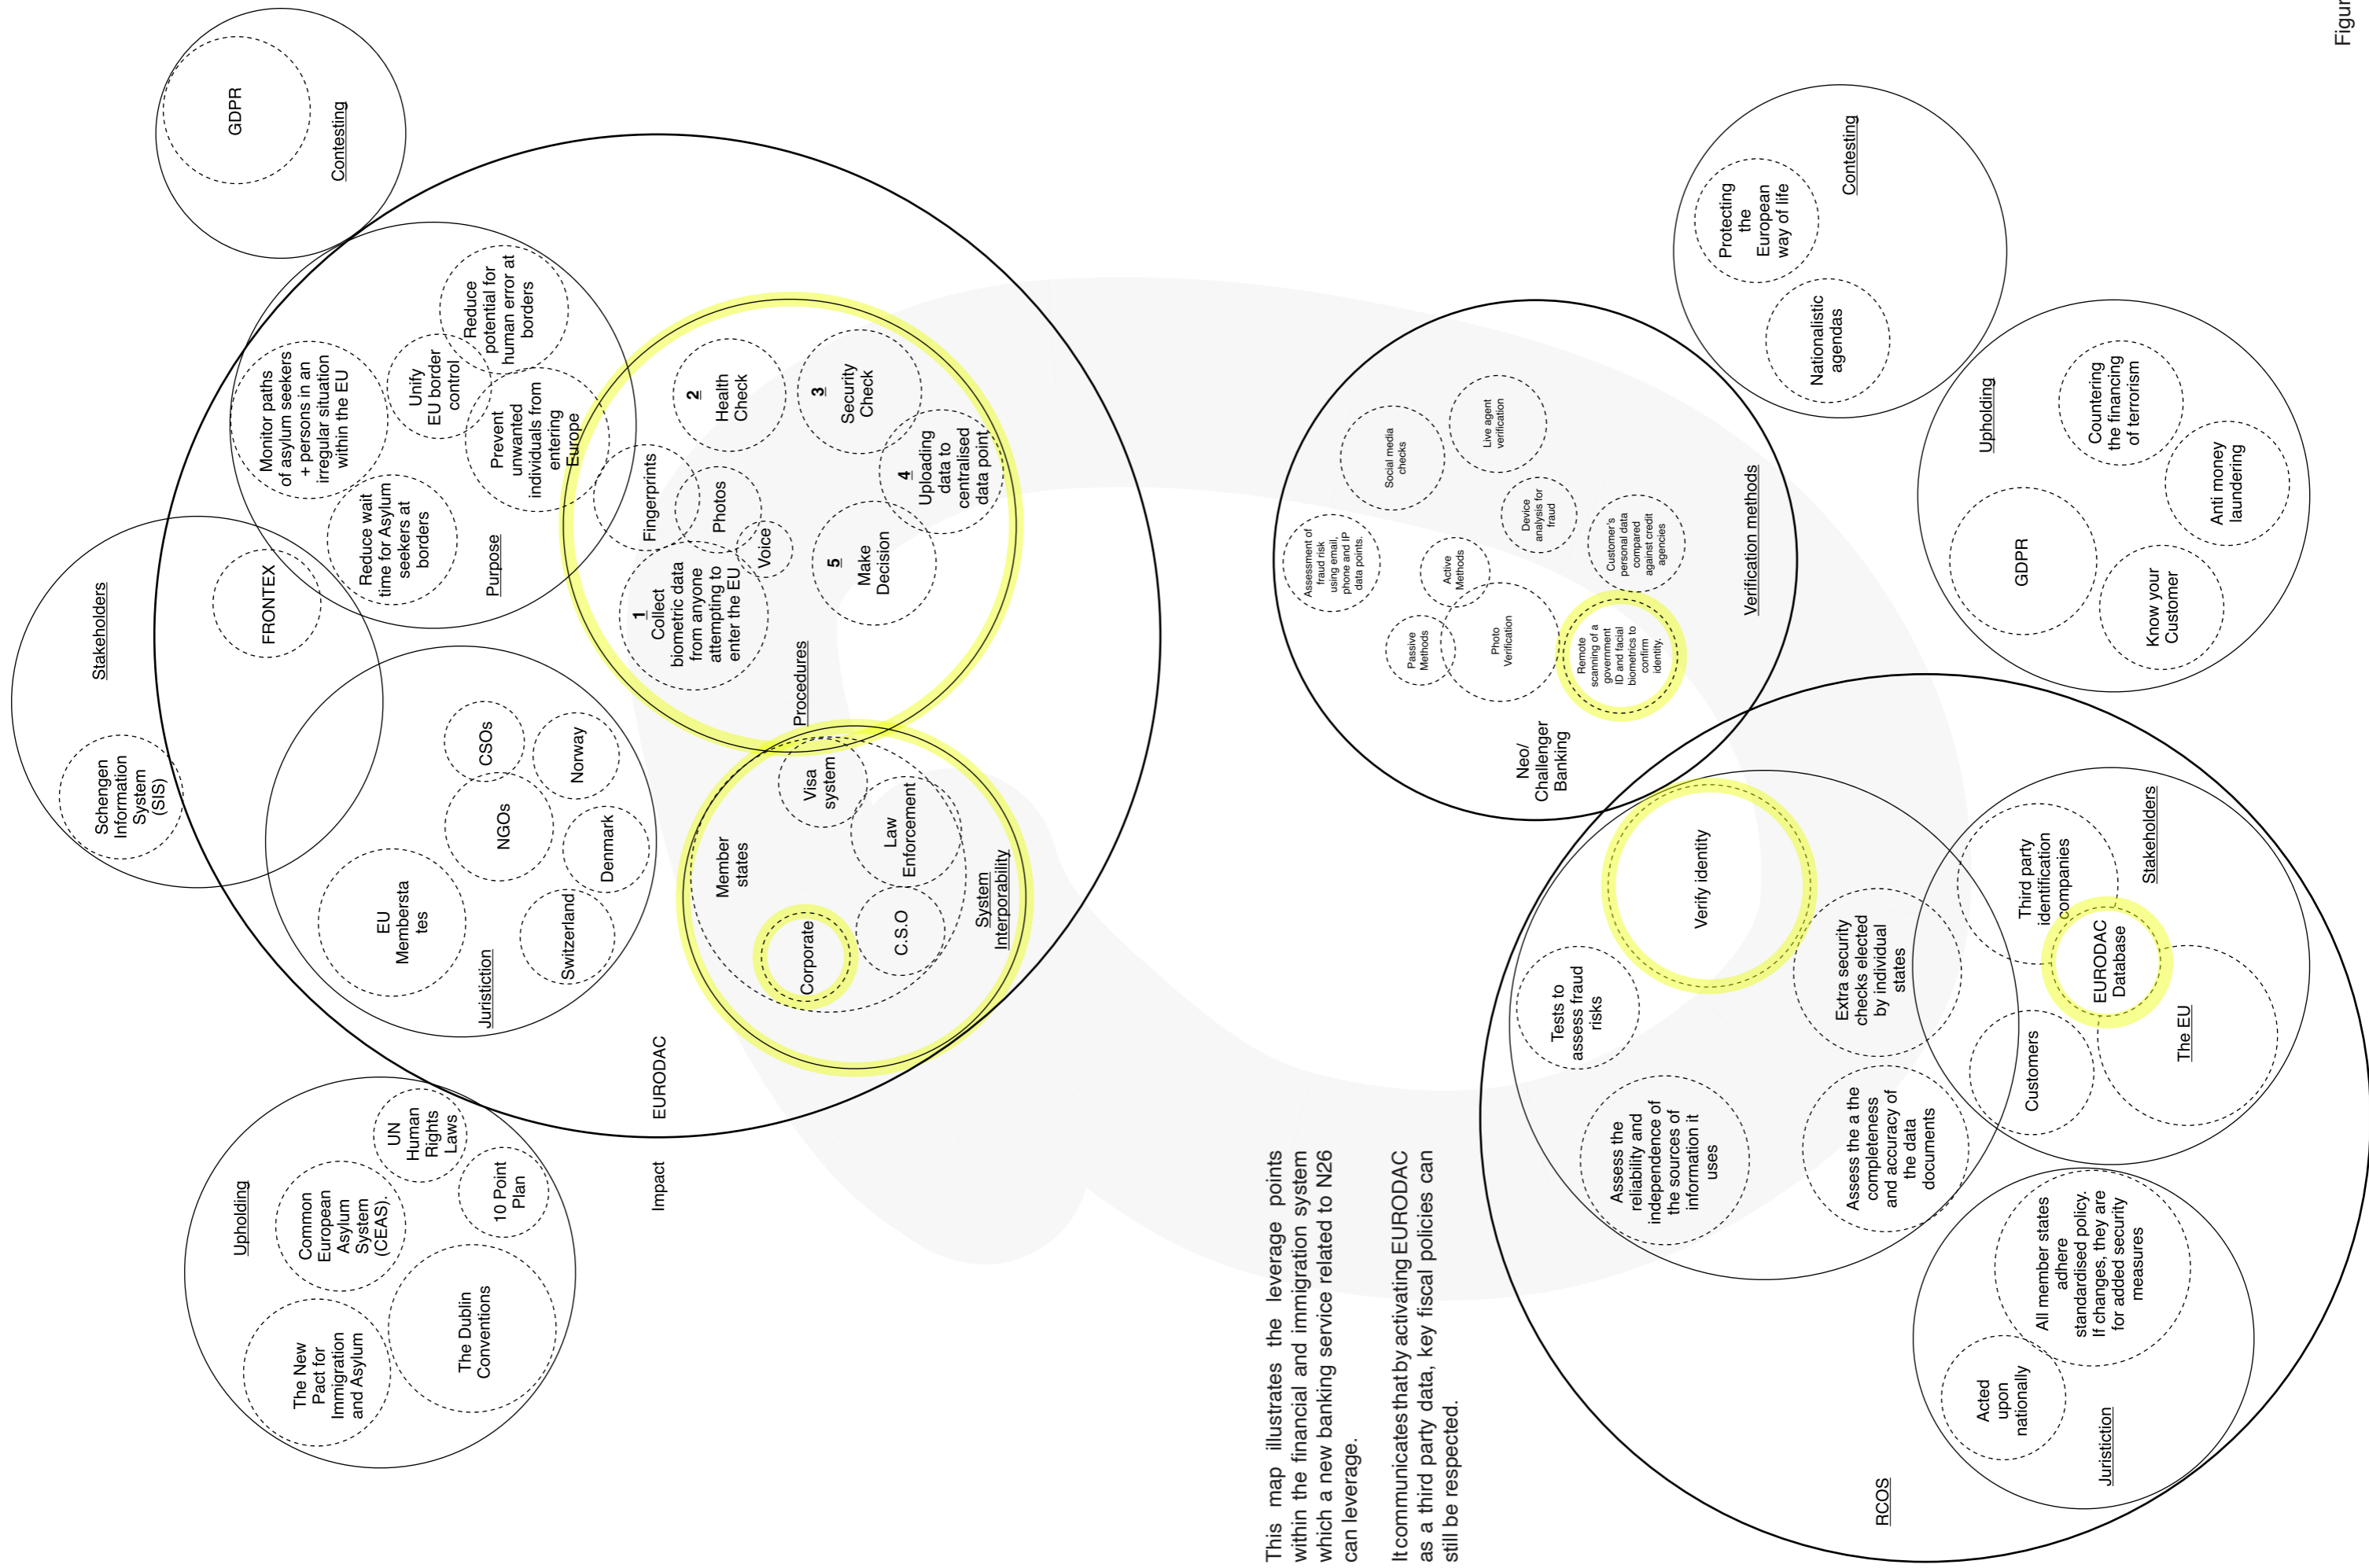 Upholding
The New
Pact for
Immigration
and Asylum
Common
European
Asylum
System
(CEAS).
UN
Human
Rights
Laws
10 Point
Plan
The Dublin
Conventions
Impact
EURODAC
Stakeholders
Schengen
Information
System
(SIS)
FRONTEX
EU
Membersta
tes
NGOs
CSOs
Norway
Denmark
Switzerland
Juristiction
Contesting
GDPR
Monitor paths
of asylum seekers
+ persons in an
irregular situation
within the EU
Reduce wait
time for Asylum
seekers at
borders
Unify
EU border
control
Reduce
potential for
human error at
borders
Prevent
unwanted
individuals from
entering
Europe
Purpose
Fingerprints
Photos
Voice
1
Collect
biometric data
from anyone
attempting to
enter the EU
2
Health
Check
3
Security
Check
4
Uploading
data to
centralised
data point
5
Make
Decision
Procedures
Member
states
Visa
system
Corporate
Law
Enforcement
C.S.O
System
Interporability
This map illustrates the leverage points
within the financial and immigration system
which a new banking service related to N26
can leverage.
It communicates that by activating EURODAC
as a third party data, key fiscal policies can
still be respected.
Assessment of
fraud risk
using email,
phone and IP
data points.
Social media
checks
Live agent
verification
Passive
Methods
Active
Methods
Photo
Verification
Device
analysis for
fraud
Customer's
personal data
compared
against credit
agencies
Remote
scanning of a
government
ID and facial
biometrics to
confirm
identity.
Verification methods
Neo/
Challenger
Banking
Contesting
Protecting
the
European
way of life
Nationalistic
agendas
Upholding
GDPR
Countering
the financing
of terrorism
Know your
Customer
Anti money
laundering
Tests to
assess fraud
risks
Verify Identity
Assess the
reliability and
independence of
the sources of
information it
uses
Extra security
checks elected
by individual
states
Assess the a the
completeness
and accuracy of
the data
documents
Third party
identification
companies
EURODAC
Database
Customers
The EU
Stakeholders
All member states
adhere
standardised policy.
If changes, they are
for added security
measures
Acted
upon
nationally
Juristiction
RCOS
Figur